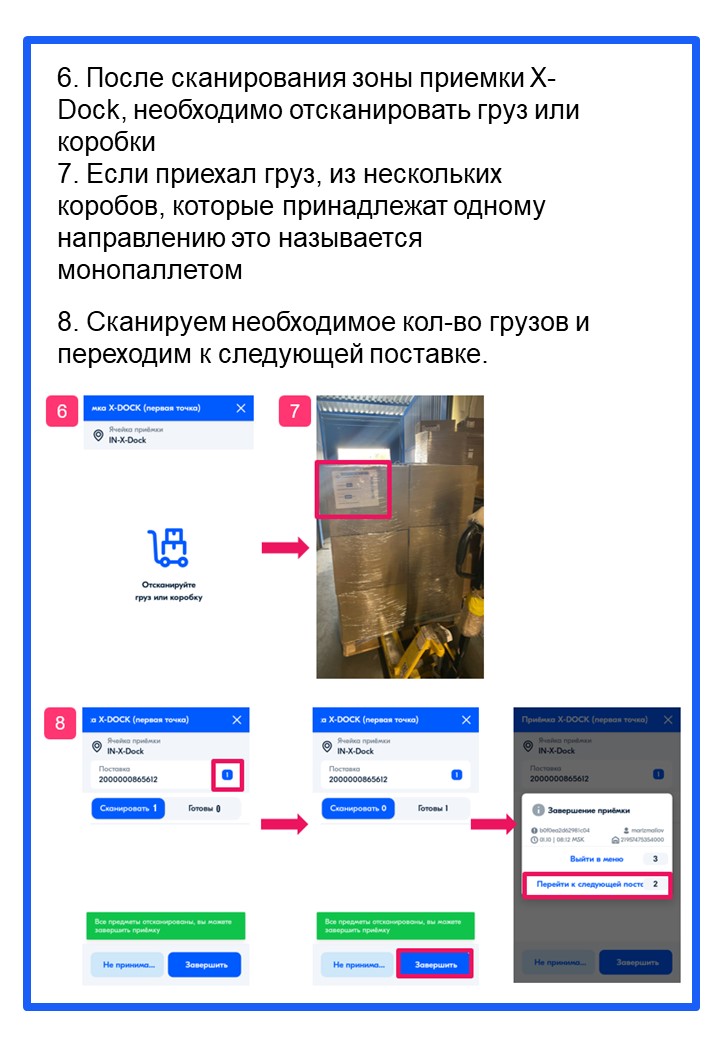 6. После сканирования зоны приемки X-
Dock, необходимо отсканировать груз или
коробки
7. Если приехал груз, из нескольких
коробов, которые принадлежат одному
направлению это называется
монопаллетом
8. Сканируем необходимое кол-во грузов и
переходим к следующей поставке.
6
мка X-DOCK (первая точка)
Ячейка приёмки
IN-X-Dock
Отсканируйте
груз или коробку
7
8
а X-DOCK (первая точка)
Ячейка приёмки
IN-X-Dock
Поставка
2000000865612
1
Сканировать 1 Готовы 0
Все предметы отсканированы, вы можете
завершить приёмку
Не принима... Завершить
а X-DOCK (первая точка)
Ячейка приёмки
IN-X-Dock
Поставка
2000000865612
1
Сканировать 0 Готовы 1
Все предметы отсканированы, вы можете
завершить приёмку
Не принима... Завершить
Приёмка X-DOCK (первая точка)
Ячейка приёмки
IN-X-Dock
Поставка
2000000865612
1
Завершение приёмки
b0f0ea2d62981c04 martzmailov
01.10 | 08:12 MSK 21957475354000
Выйти в меню 3
Перейти к следующей постс 2
Не принима... Завершить